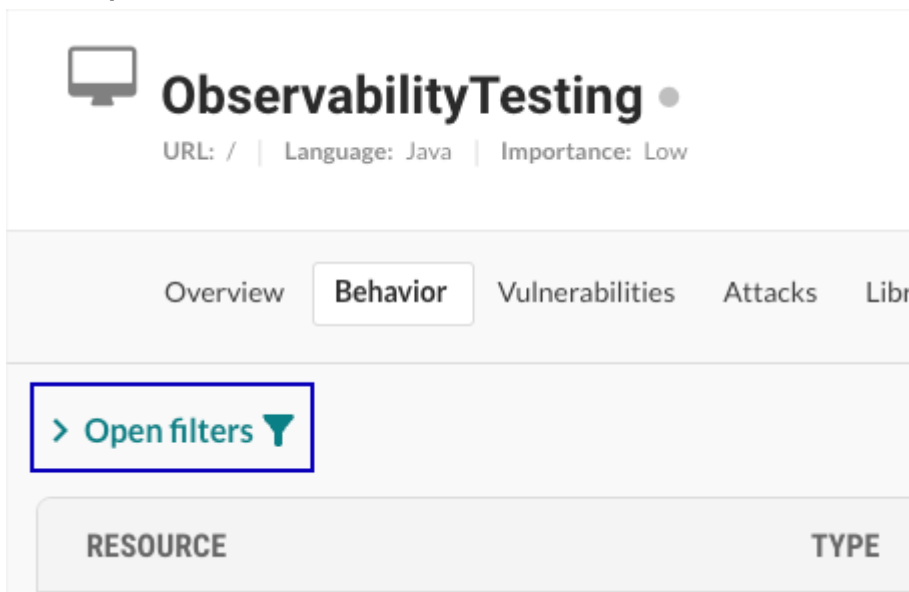 ObservabilityTesting
URL: / Language: Java Importance: Low
Overview Behavior Vulnerabilities Attacks
> Open filters
RESOURCE TYPE